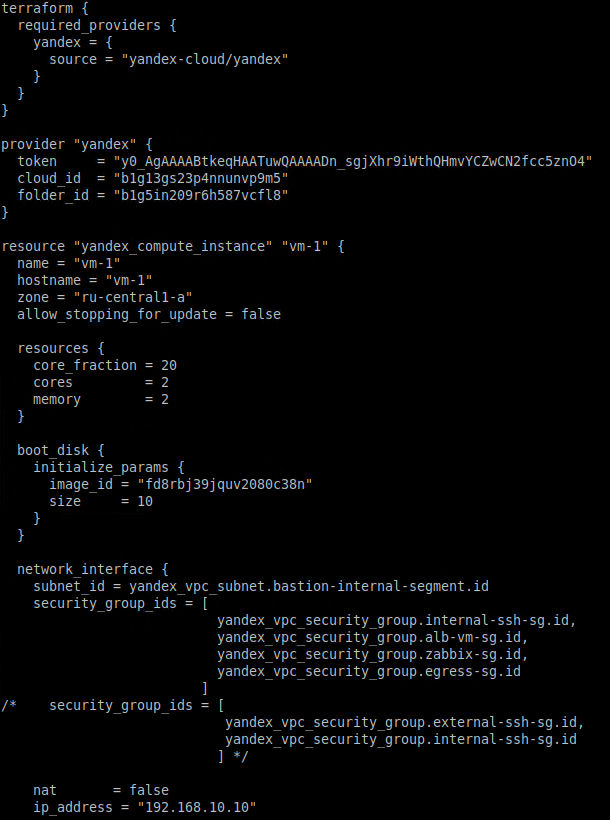 terraform {
  required_providers {
    yandex = {
      source = "yandex-cloud/yandex"
    }
  }
}

provider "yandex" {
  token     = "y0_AgAAAABtkeqHAATuwQAAAADn_sgjXhr9iWthQHmvYCZwCN2fcc5znO4"
  cloud_id  = "b1g13gs23p4nnunvp9m5"
  folder_id = "b1g5in209r6h587vcfl8"
}

resource "yandex_compute_instance" "vm-1" {
  name = "vm-1"
  hostname = "vm-1"
  zone = "ru-central1-a"
  allow_stopping_for_update = false

  resources {
    core_fraction = 20
    cores         = 2
    memory        = 2
  }

  boot_disk {
    initialize_params {
      image_id = "fd8rbj39jquv2080c38n"
      size     = 10
    }
  }

  network_interface {
    subnet_id = yandex_vpc_subnet.bastion-internal-segment.id
    security_group_ids = [
                           yandex_vpc_security_group.internal-ssh-sg.id,
                           yandex_vpc_security_group.alb-vm-sg.id,
                           yandex_vpc_security_group.zabbix-sg.id,
                           yandex_vpc_security_group.egress-sg.id
                         ]
/*    security_group_ids = [
                            yandex_vpc_security_group.external-ssh-sg.id,
                            yandex_vpc_security_group.internal-ssh-sg.id
                           ] */

    nat       = false
    ip_address = "192.168.10.10"